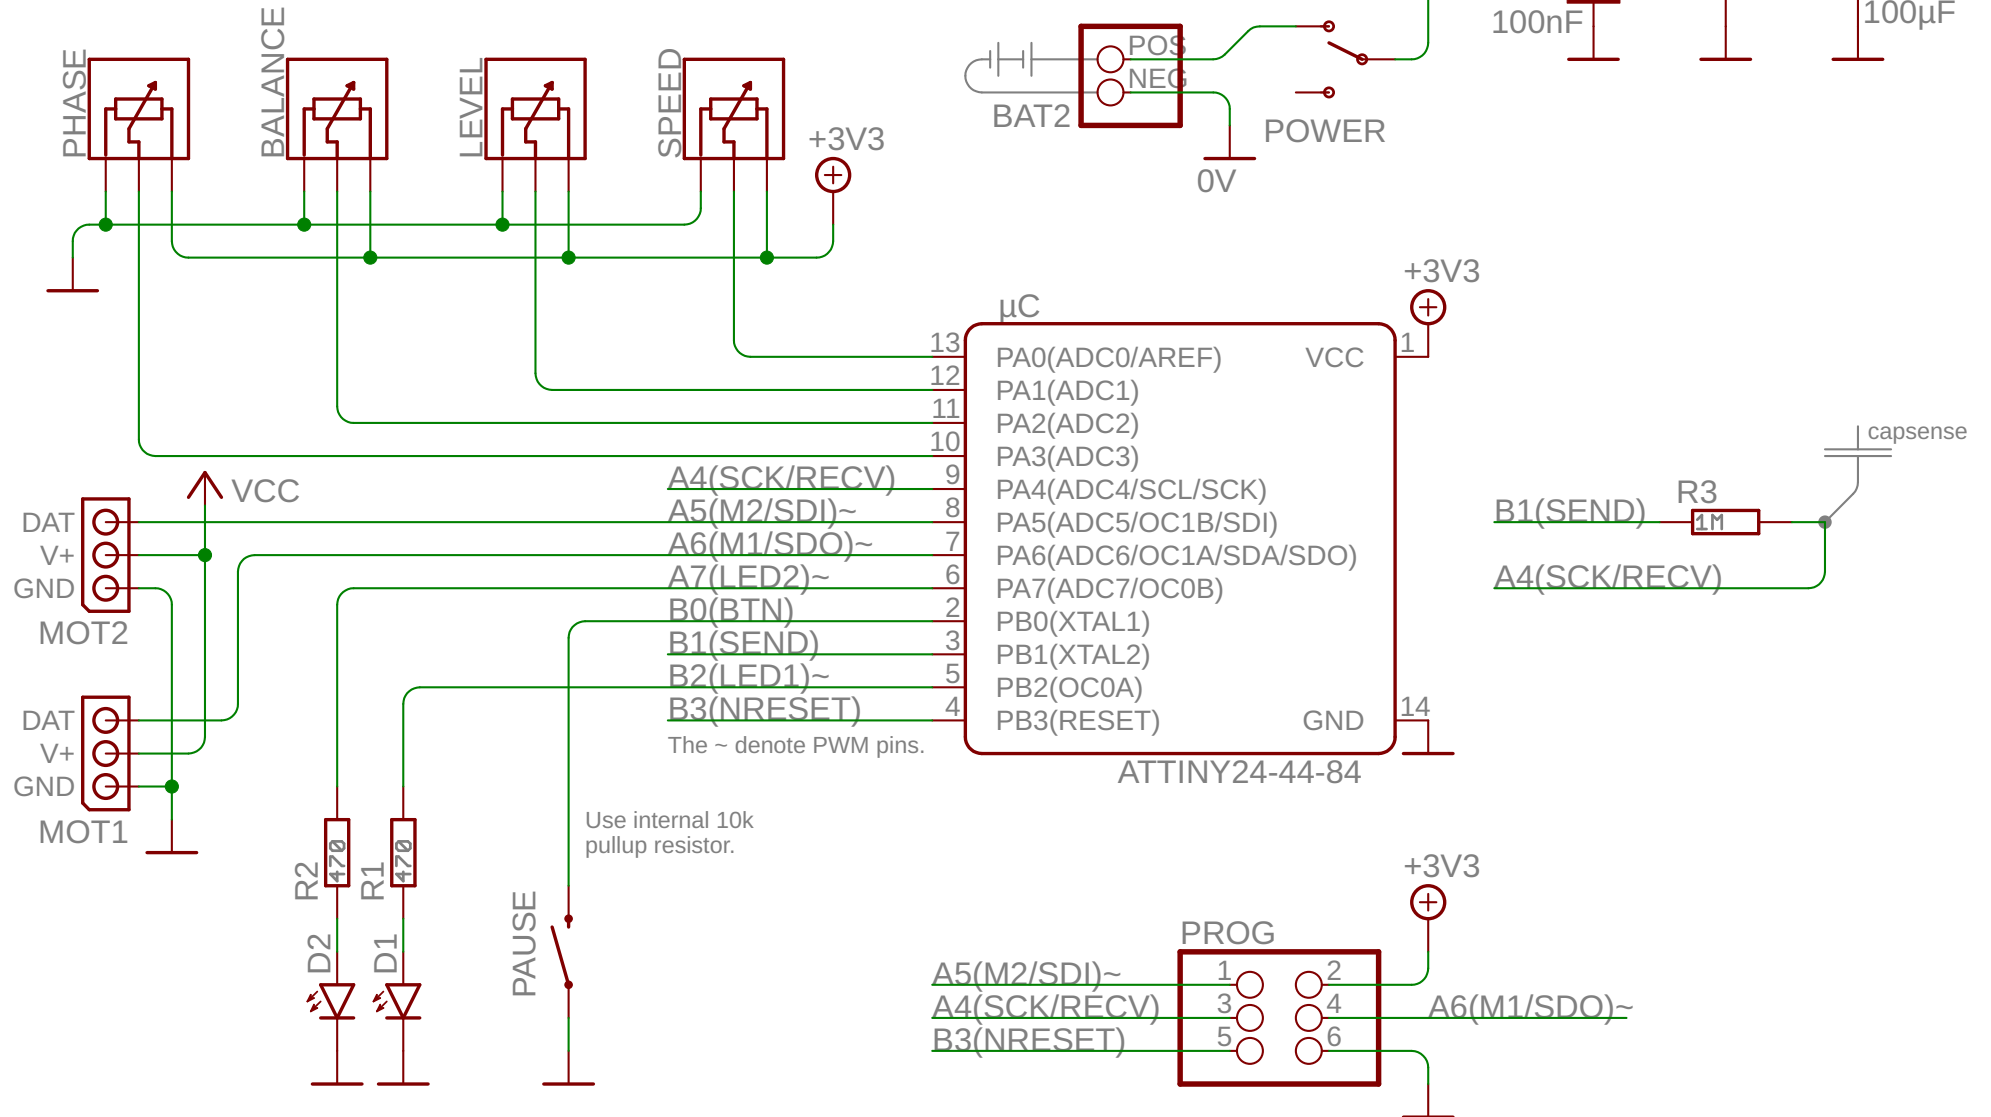 100nF
100µF
PHASE
BALANCE
LEVEL
SPEED
+3V3
BAT2
POS
NEG
POWER
0V
µC
+3V3
13
12
11
10
9
8
7
6
2
3
5
4
PA0(ADC0/AREF)
PA1(ADC1)
PA2(ADC2)
PA3(ADC3)
PA4(ADC4/SCL/SCK)
PA5(ADC5/OC1B/SDI)
PA6(ADC6/OC1A/SDA/SDO)
PA7(ADC7/OC0B)
PB0(XTAL1)
PB1(XTAL2)
PB2(OC0A)
PB3(RESET)
VCC
1
GND
14
ATTINY24-44-84
A4(SCK/RECV)
A5(M2/SDI)~
A6(M1/SDO)~
A7(LED2)~
B0(BTN)
B1(SEND)
B2(LED1)~
B3(NRESET)
The ~ denote PWM pins.
VCC
DAT
V+
GND
MOT2
DAT
V+
GND
MOT1
capsense
B1(SEND)
R3
1M
A4(SCK/RECV)
R2
470
R1
470
D2
D1
Use internal 10k
pullup resistor.
PAUSE
+3V3
PROG
A5(M2/SDI)~
A4(SCK/RECV)
B3(NRESET)
1
2
3
4
5
6
A6(M1/SDO)~